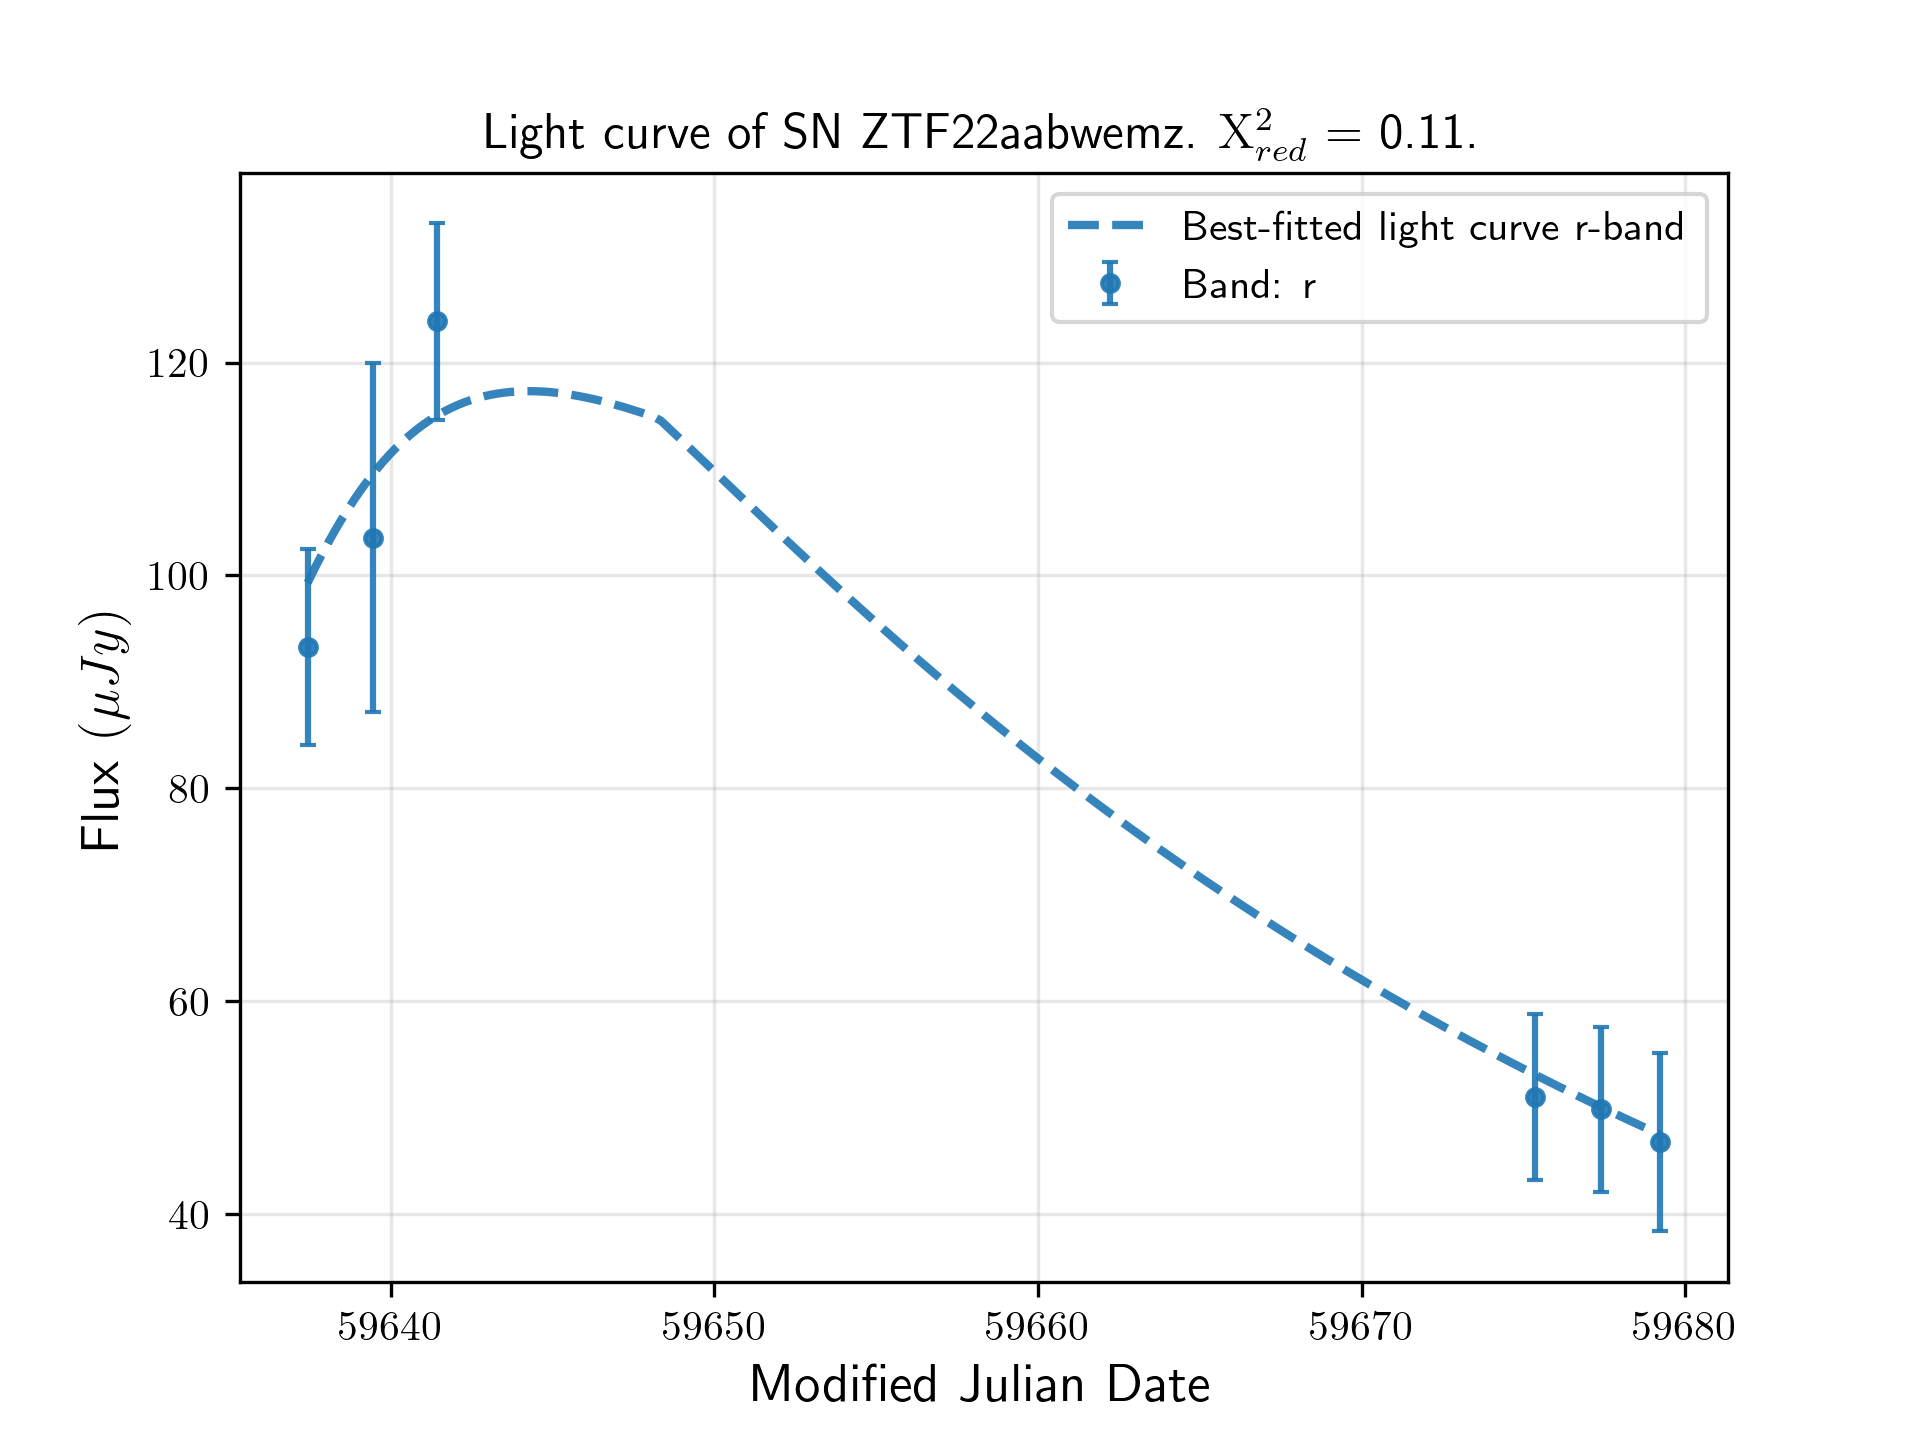 Light curve of SN ZTF22aabwemz. X²_red = 0.11.
Best-fitted light curve r-band
Band: r
120
100
80
60
40
Flux (μJy)
59640 59650 59660 59670 59680
Modified Julian Date